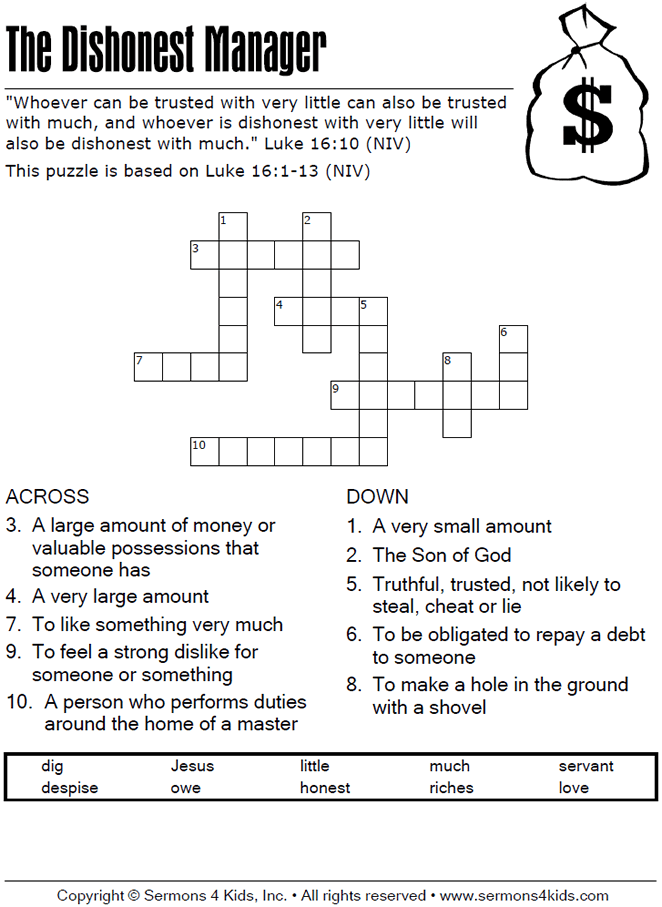 The Dishonest Manager
$
"Whoever can be trusted with very little can also be trusted
with much, and whoever is dishonest with very little will
also be dishonest with much." Luke 16:10 (NIV)
This puzzle is based on Luke 16:1-13 (NIV)
1 2
3
4 5
6
7 8
9
10
ACROSS
3. A large amount of money or
valuable possessions that
someone has
4. A very large amount
7. To like something very much
9. To feel a strong dislike for
someone or something
10. A person who performs duties
around the home of a master
DOWN
1. A very small amount
2. The Son of God
5. Truthful, trusted, not likely to
steal, cheat or lie
6. To be obligated to repay a debt
to someone
8. To make a hole in the ground
with a shovel
dig Jesus little much servant
despise owe honest riches love
Copyright © Sermons 4 Kids, Inc. • All rights reserved • www.sermons4kids.com